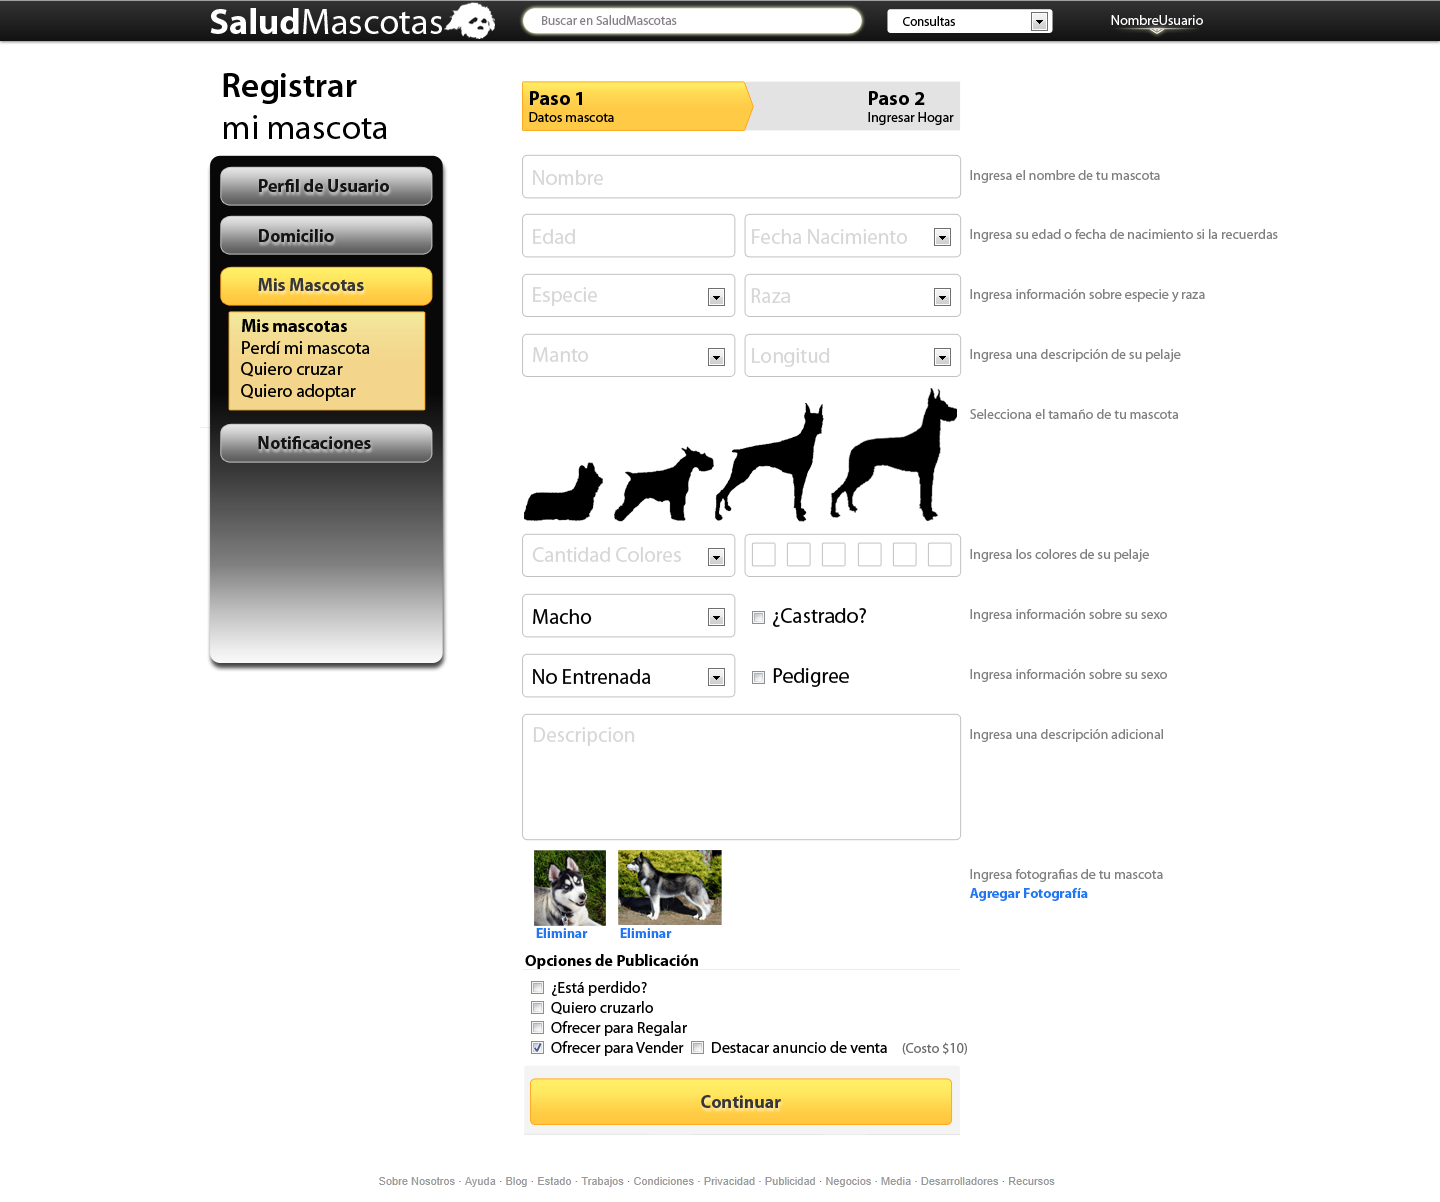 SaludMascotas
Buscar en SaludMascotas
Consultas
NombreUsuario
Registrar
mi mascota
Perfil de Usuario
Domicilio
Mis Mascotas
Mis mascotas
Perdí mi mascota
Quiero cruzar
Quiero adoptar
Notificaciones
Paso 1
Datos mascota
Paso 2
Ingresar Hogar
Nombre
Ingresa el nombre de tu mascota
Edad
Fecha Nacimiento
Ingresa su edad o fecha de nacimiento si la recuerdas
Especie
Raza
Ingresa información sobre especie y raza
Manto
Longitud
Ingresa una descripción de su pelaje
Selecciona el tamaño de tu mascota
Cantidad Colores
Ingresa los colores de su pelaje
Macho
¿Castrado?
Ingresa información sobre su sexo
No Entrenada
Pedigree
Ingresa información sobre su sexo
Descripcion
Ingresa una descripción adicional
Ingresa fotografias de tu mascota
Agregar Fotografía
Eliminar
Eliminar
Opciones de Publicación
¿Está perdido?
Quiero cruzarlo
Ofrecer para Regalar
Ofrecer para Vender
Destacar anuncio de venta
(Costo $10)
Continuar
Sobre Nosotros · Ayuda · Blog · Estado · Trabajos · Condiciones · Privacidad · Publicidad · Negocios · Media · Desarrolladores · Recursos